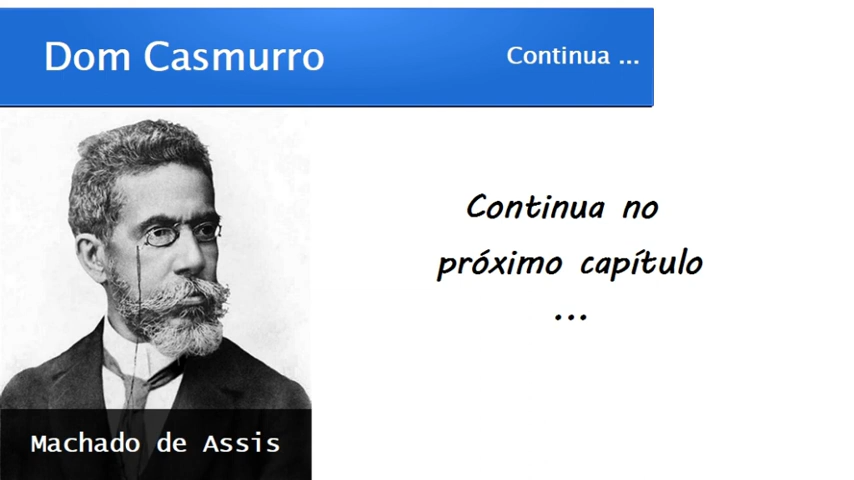 Dom Casmurro
Continua ...
Continua no
próximo capítulo
...
Machado de Assis